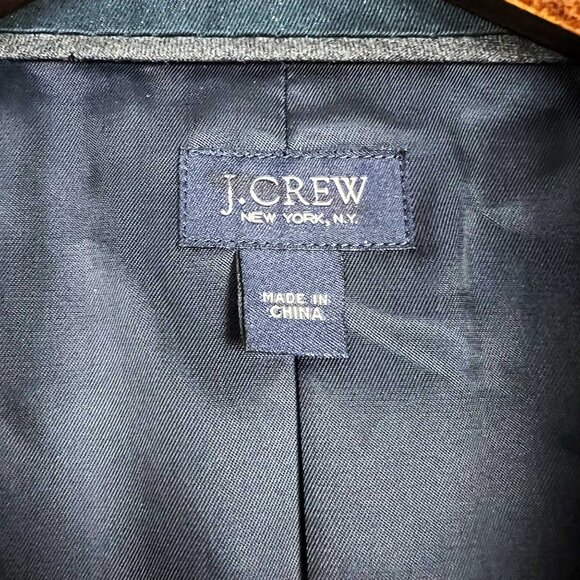 J.CREW
NEW YORK, N.Y.
MADE IN
CHINA